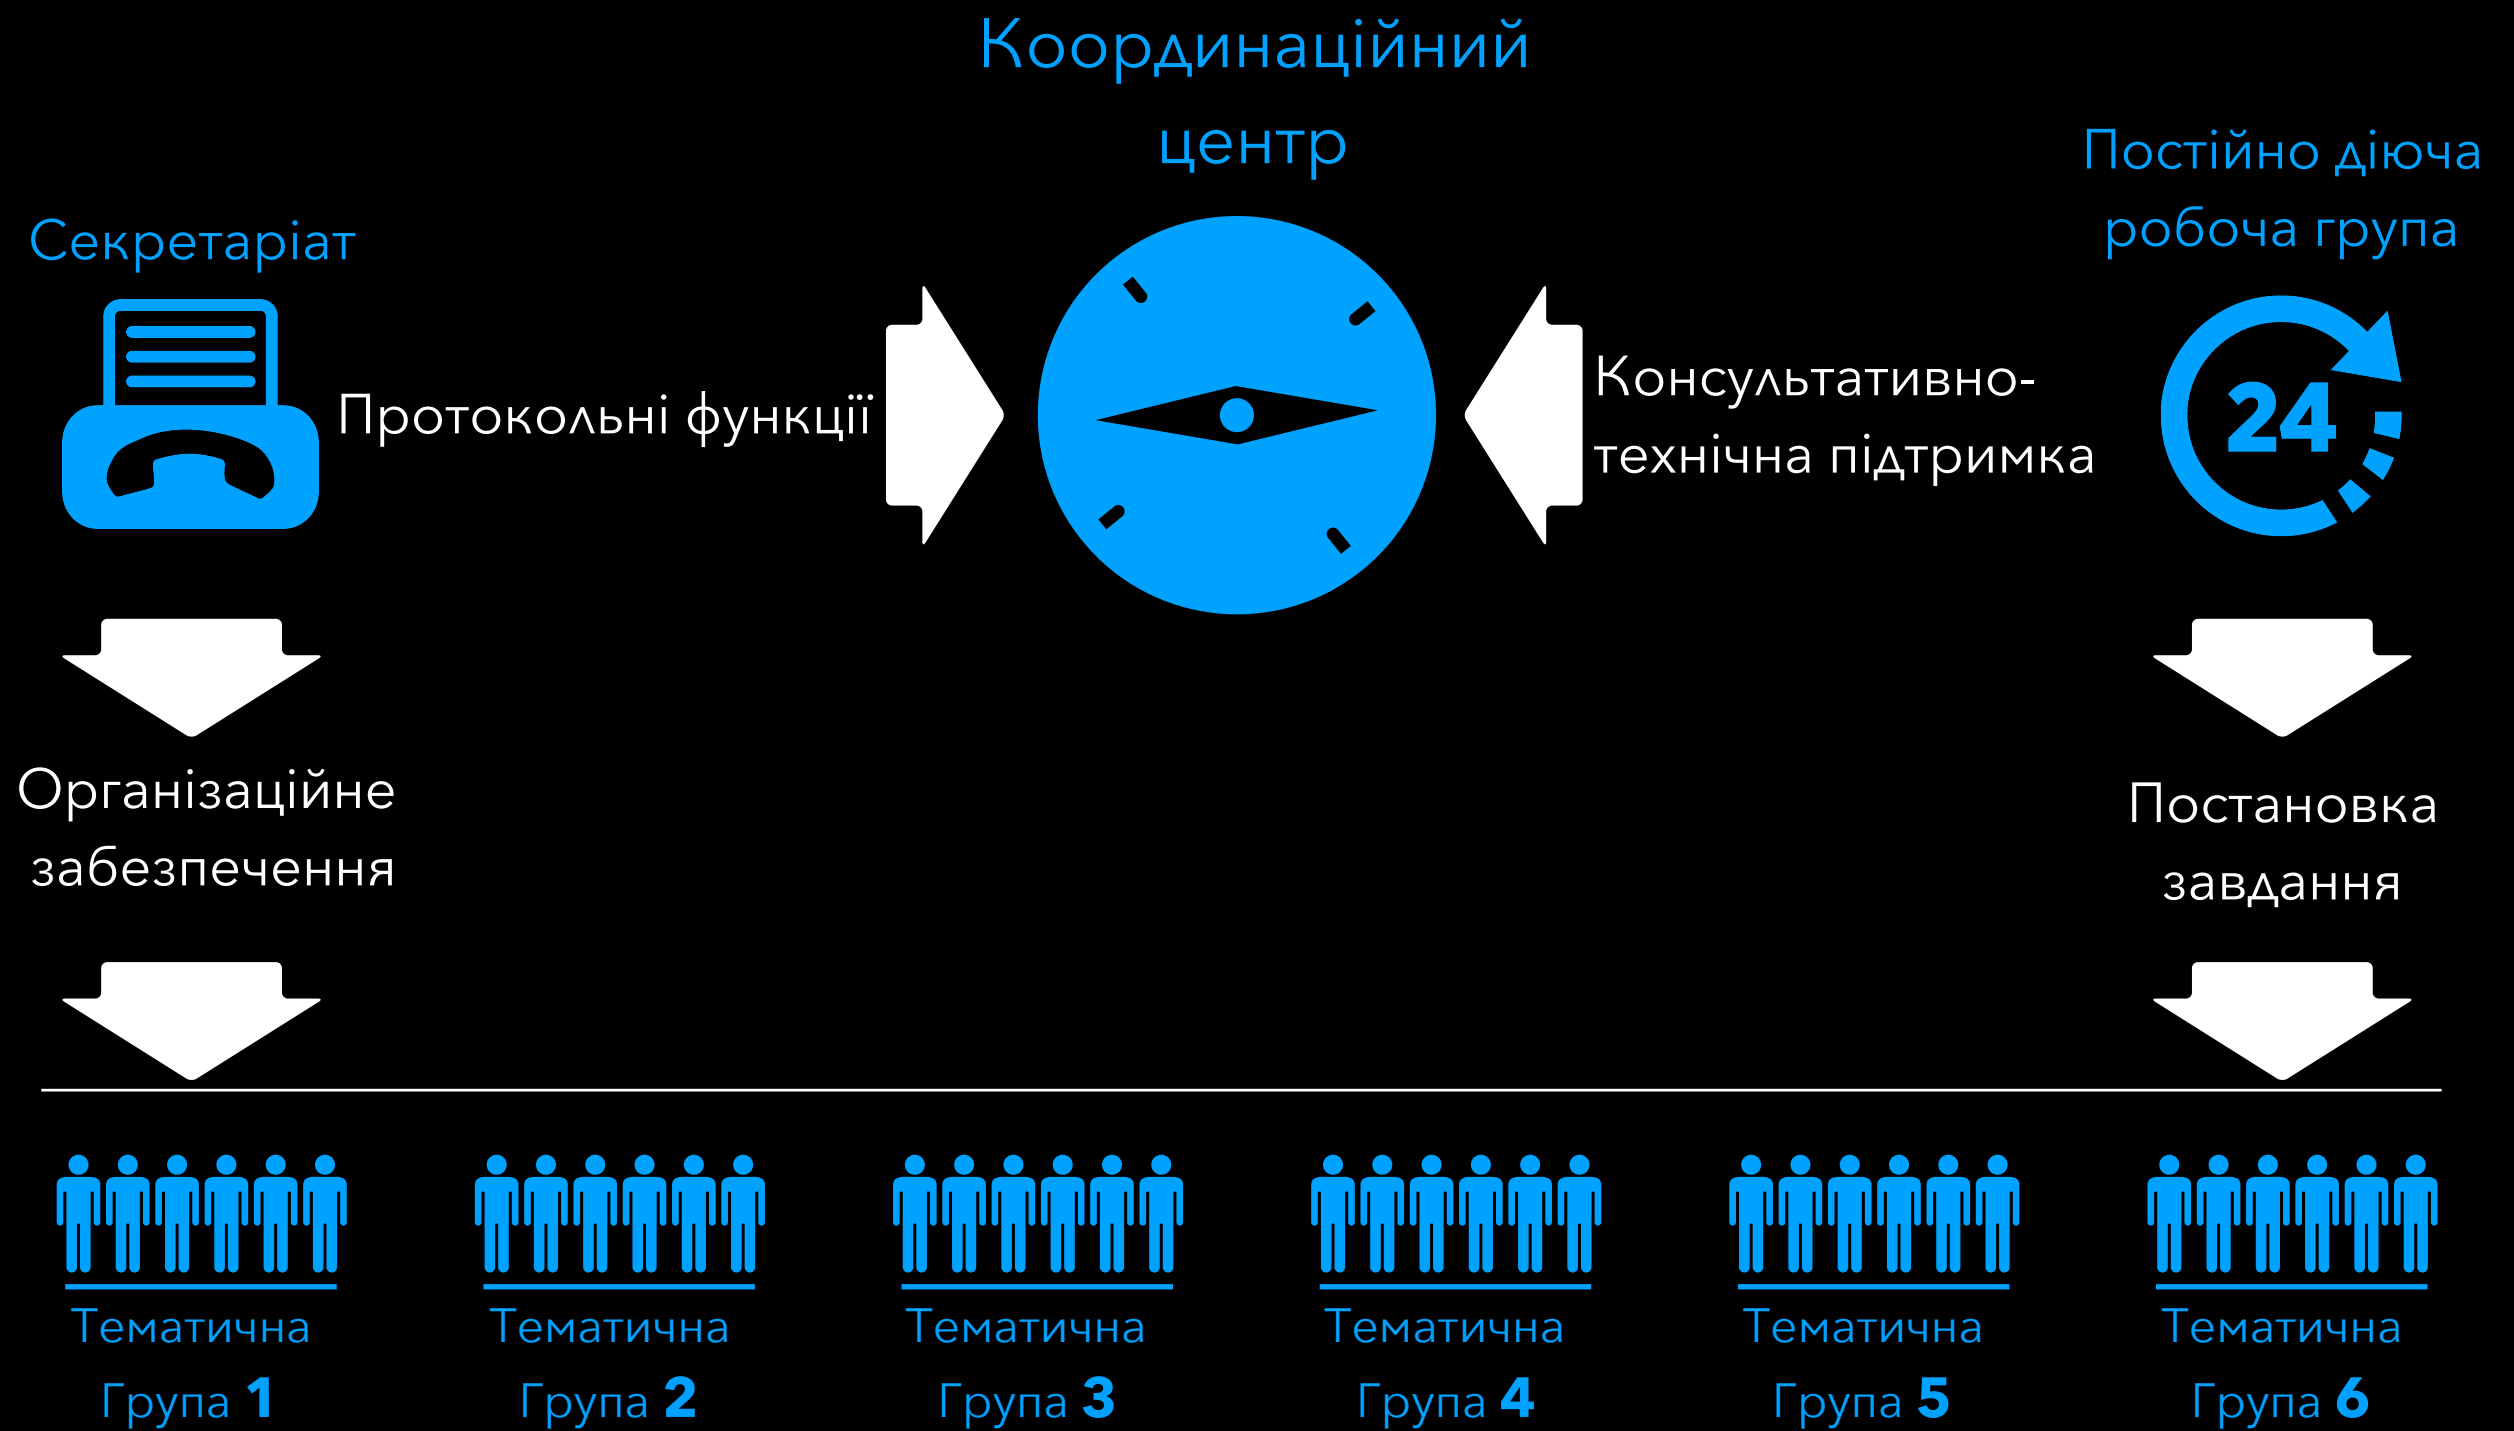 Координаційний
центр
Секретаріат
Постійно діюча
робоча група
Протокольні функції
Консультативно-
технічна підтримка
24
Організаційне
забезпечення
Постановка
завдання
Тематична
Група 1
Тематична
Група 2
Тематична
Група 3
Тематична
Група 4
Тематична
Група 5
Тематична
Група 6